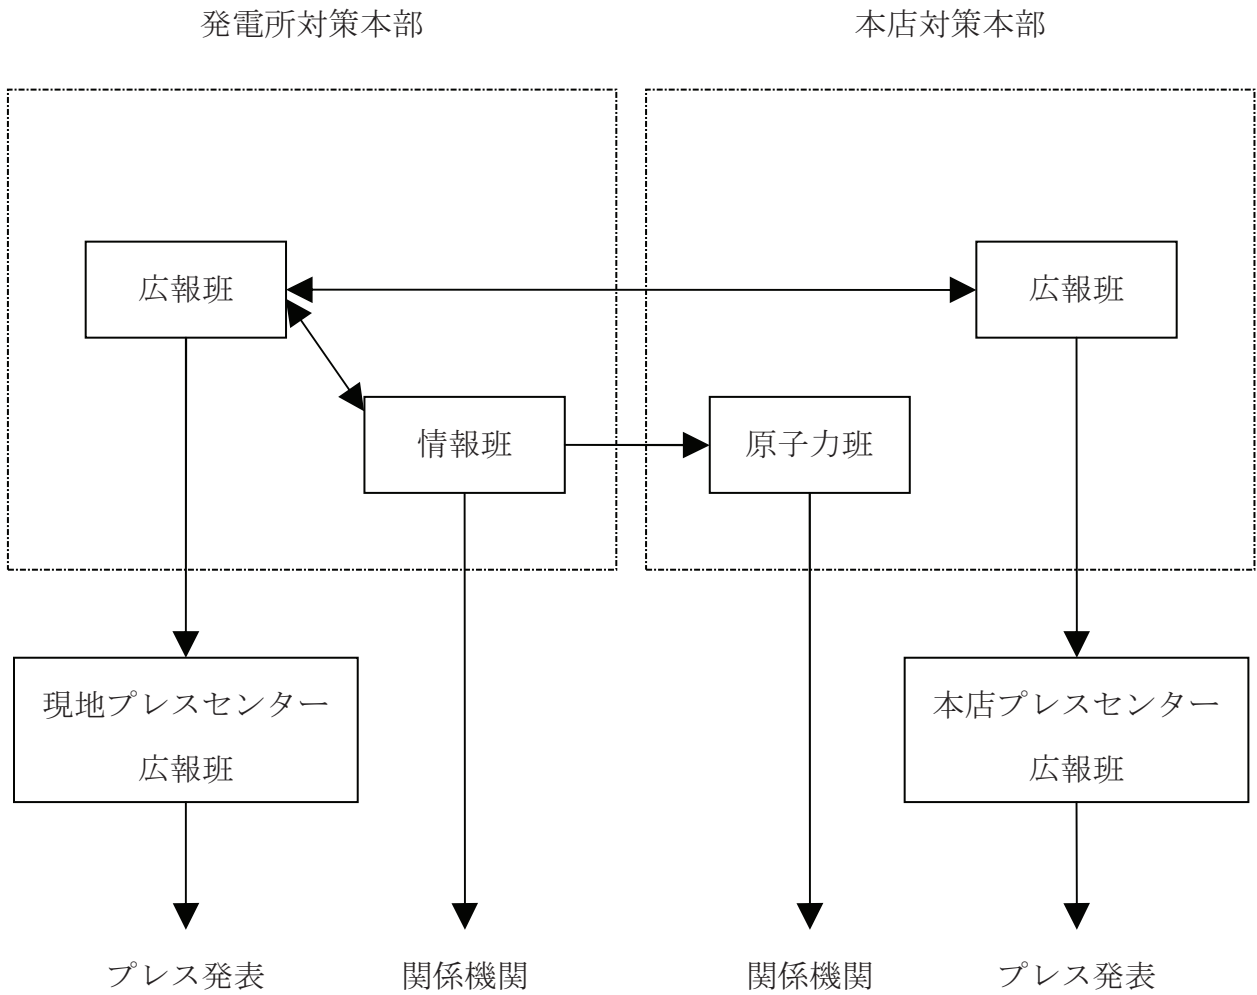 発電所対策本部
本店対策本部
広報班
広報班
情報班
原子力班
現地プレスセンター
広報班
本店プレスセンター
広報班
プレス発表
関係機関
関係機関
プレス発表